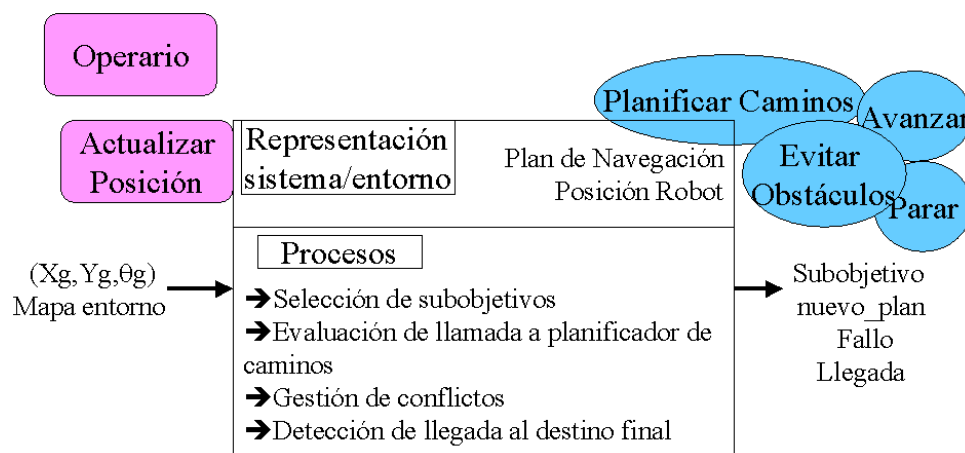 Operario
Actualizar
Posición
Representación
sistema/entorno
Plan de Navegación
Posición Robot
Planificar Caminos
Avanzar
Evitar
Obstáculos
Parar
(Xg,Yg,θg)
Mapa entorno
Procesos
➔Selección de subobjetivos
➔Evaluación de llamada a planificador de
caminos
➔Gestión de conflictos
➔Detección de llegada al destino final
Subobjetivo
nuevo_plan
Fallo
Llegada